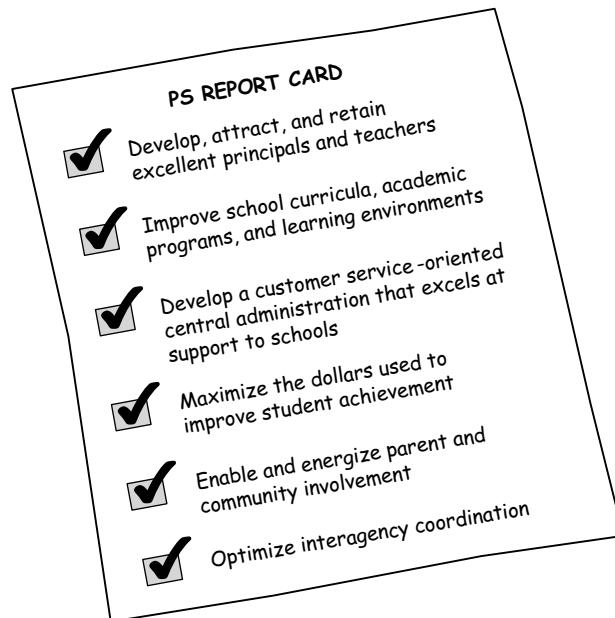 PS REPORT CARD
Develop, attract, and retain
excellent principals and teachers
Improve school curricula, academic
programs, and learning environments
Develop a customer service-oriented
central administration that excels at
support to schools
Maximize the dollars used to
improve student achievement
Enable and energize parent and
community involvement
Optimize interagency coordination